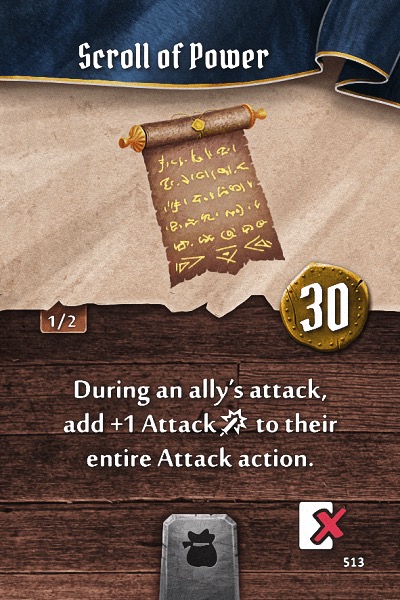 Scroll of Power
1/2
30
During an ally's attack,
add +1 Attack to their
entire Attack action.
513